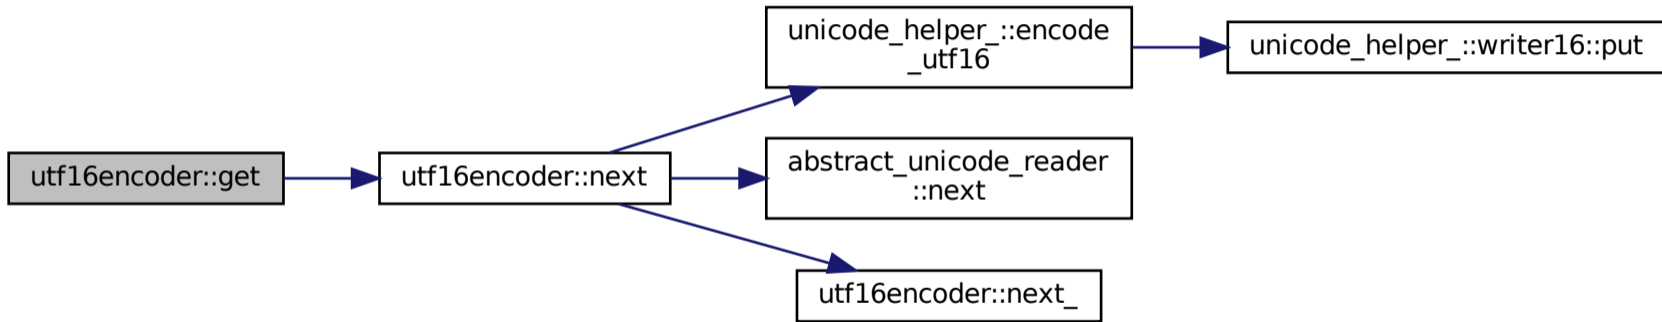 utf16encoder::get
utf16encoder::next
unicode_helper_::encode
_utf16
unicode_helper_::writer16::put
abstract_unicode_reader
::next
utf16encoder::next_